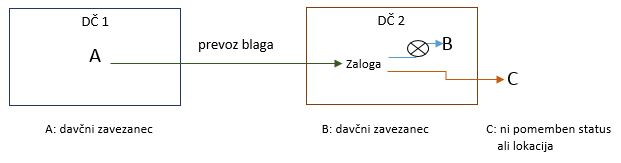 DČ 1
DČ 2
A
prevoz blaga
Zaloga
B
C
A: davčni zavezanec
B: davčni zavezanec
C: ni pomemben status
ali lokacija